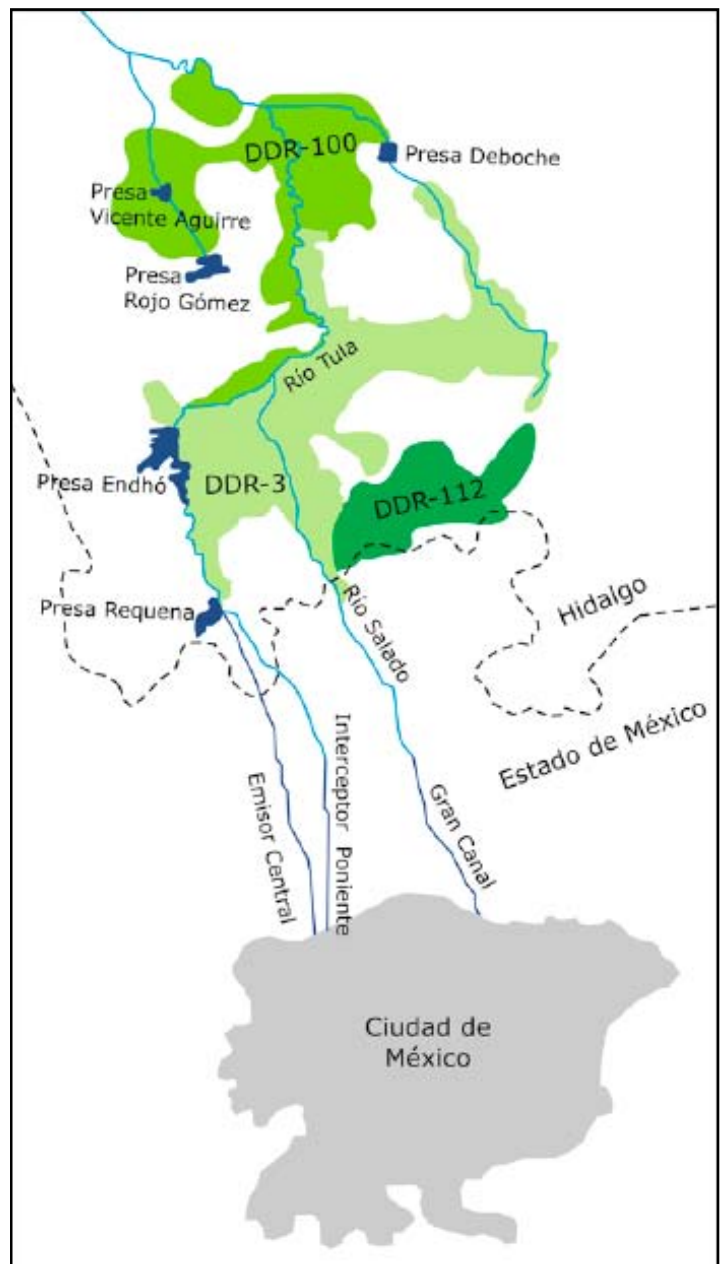 DDR-100
Presa Deboche
Presa
Vicente Aguirre
Presa
Rojo Gómez
Río Tula
Presa Endhó
DDR-3
DDR-112
Presa Requena
Río Salado
Hidalgo
Estado de México
Interceptor Poniente
Emisor Central
Gran Canal
Ciudad de
México